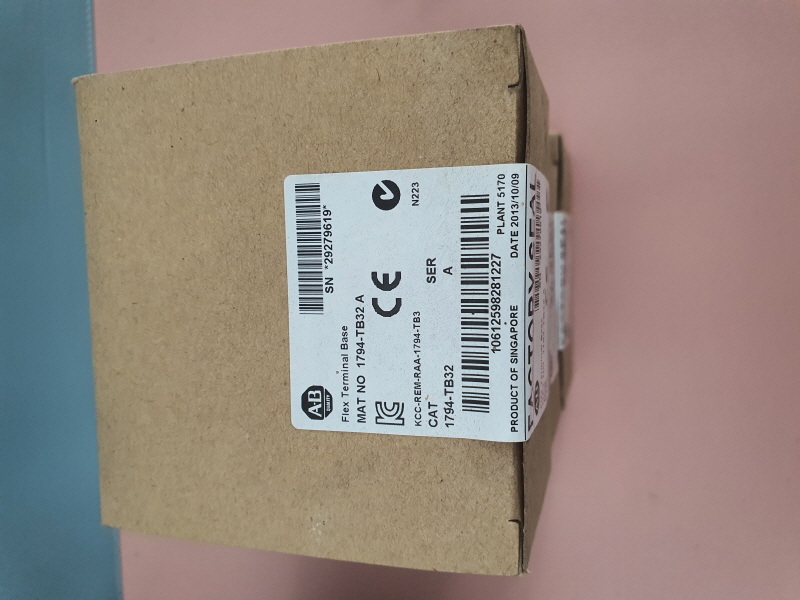 A·B
QUALITY
SN *29279619*
Flex Terminal Base
MAT NO 1794-TB32 A
CE
N223
KCC-REM-RAA-1794-TB3
CAT
SER
1794-TB32
A
10612598281227
PLANT 5170
PRODUCT OF SINGAPORE
DATE 2013/10/09
FACTORY SEAL